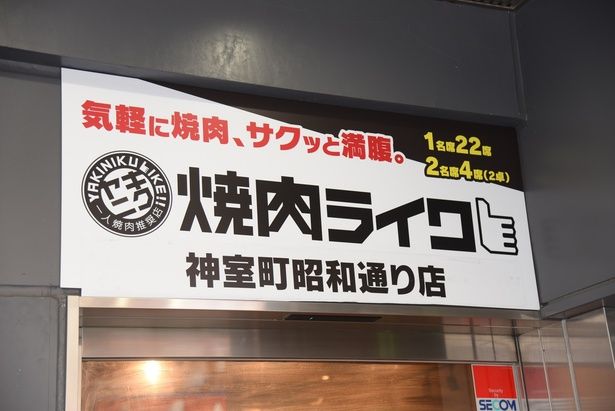 気軽に焼肉、サクッと満腹。
1名席22席
2名席4席(2卓)
YAKINIKU LIKE!!
一人焼肉推奨店
焼肉ライク
神室町昭和通り店
Security by
SECOM